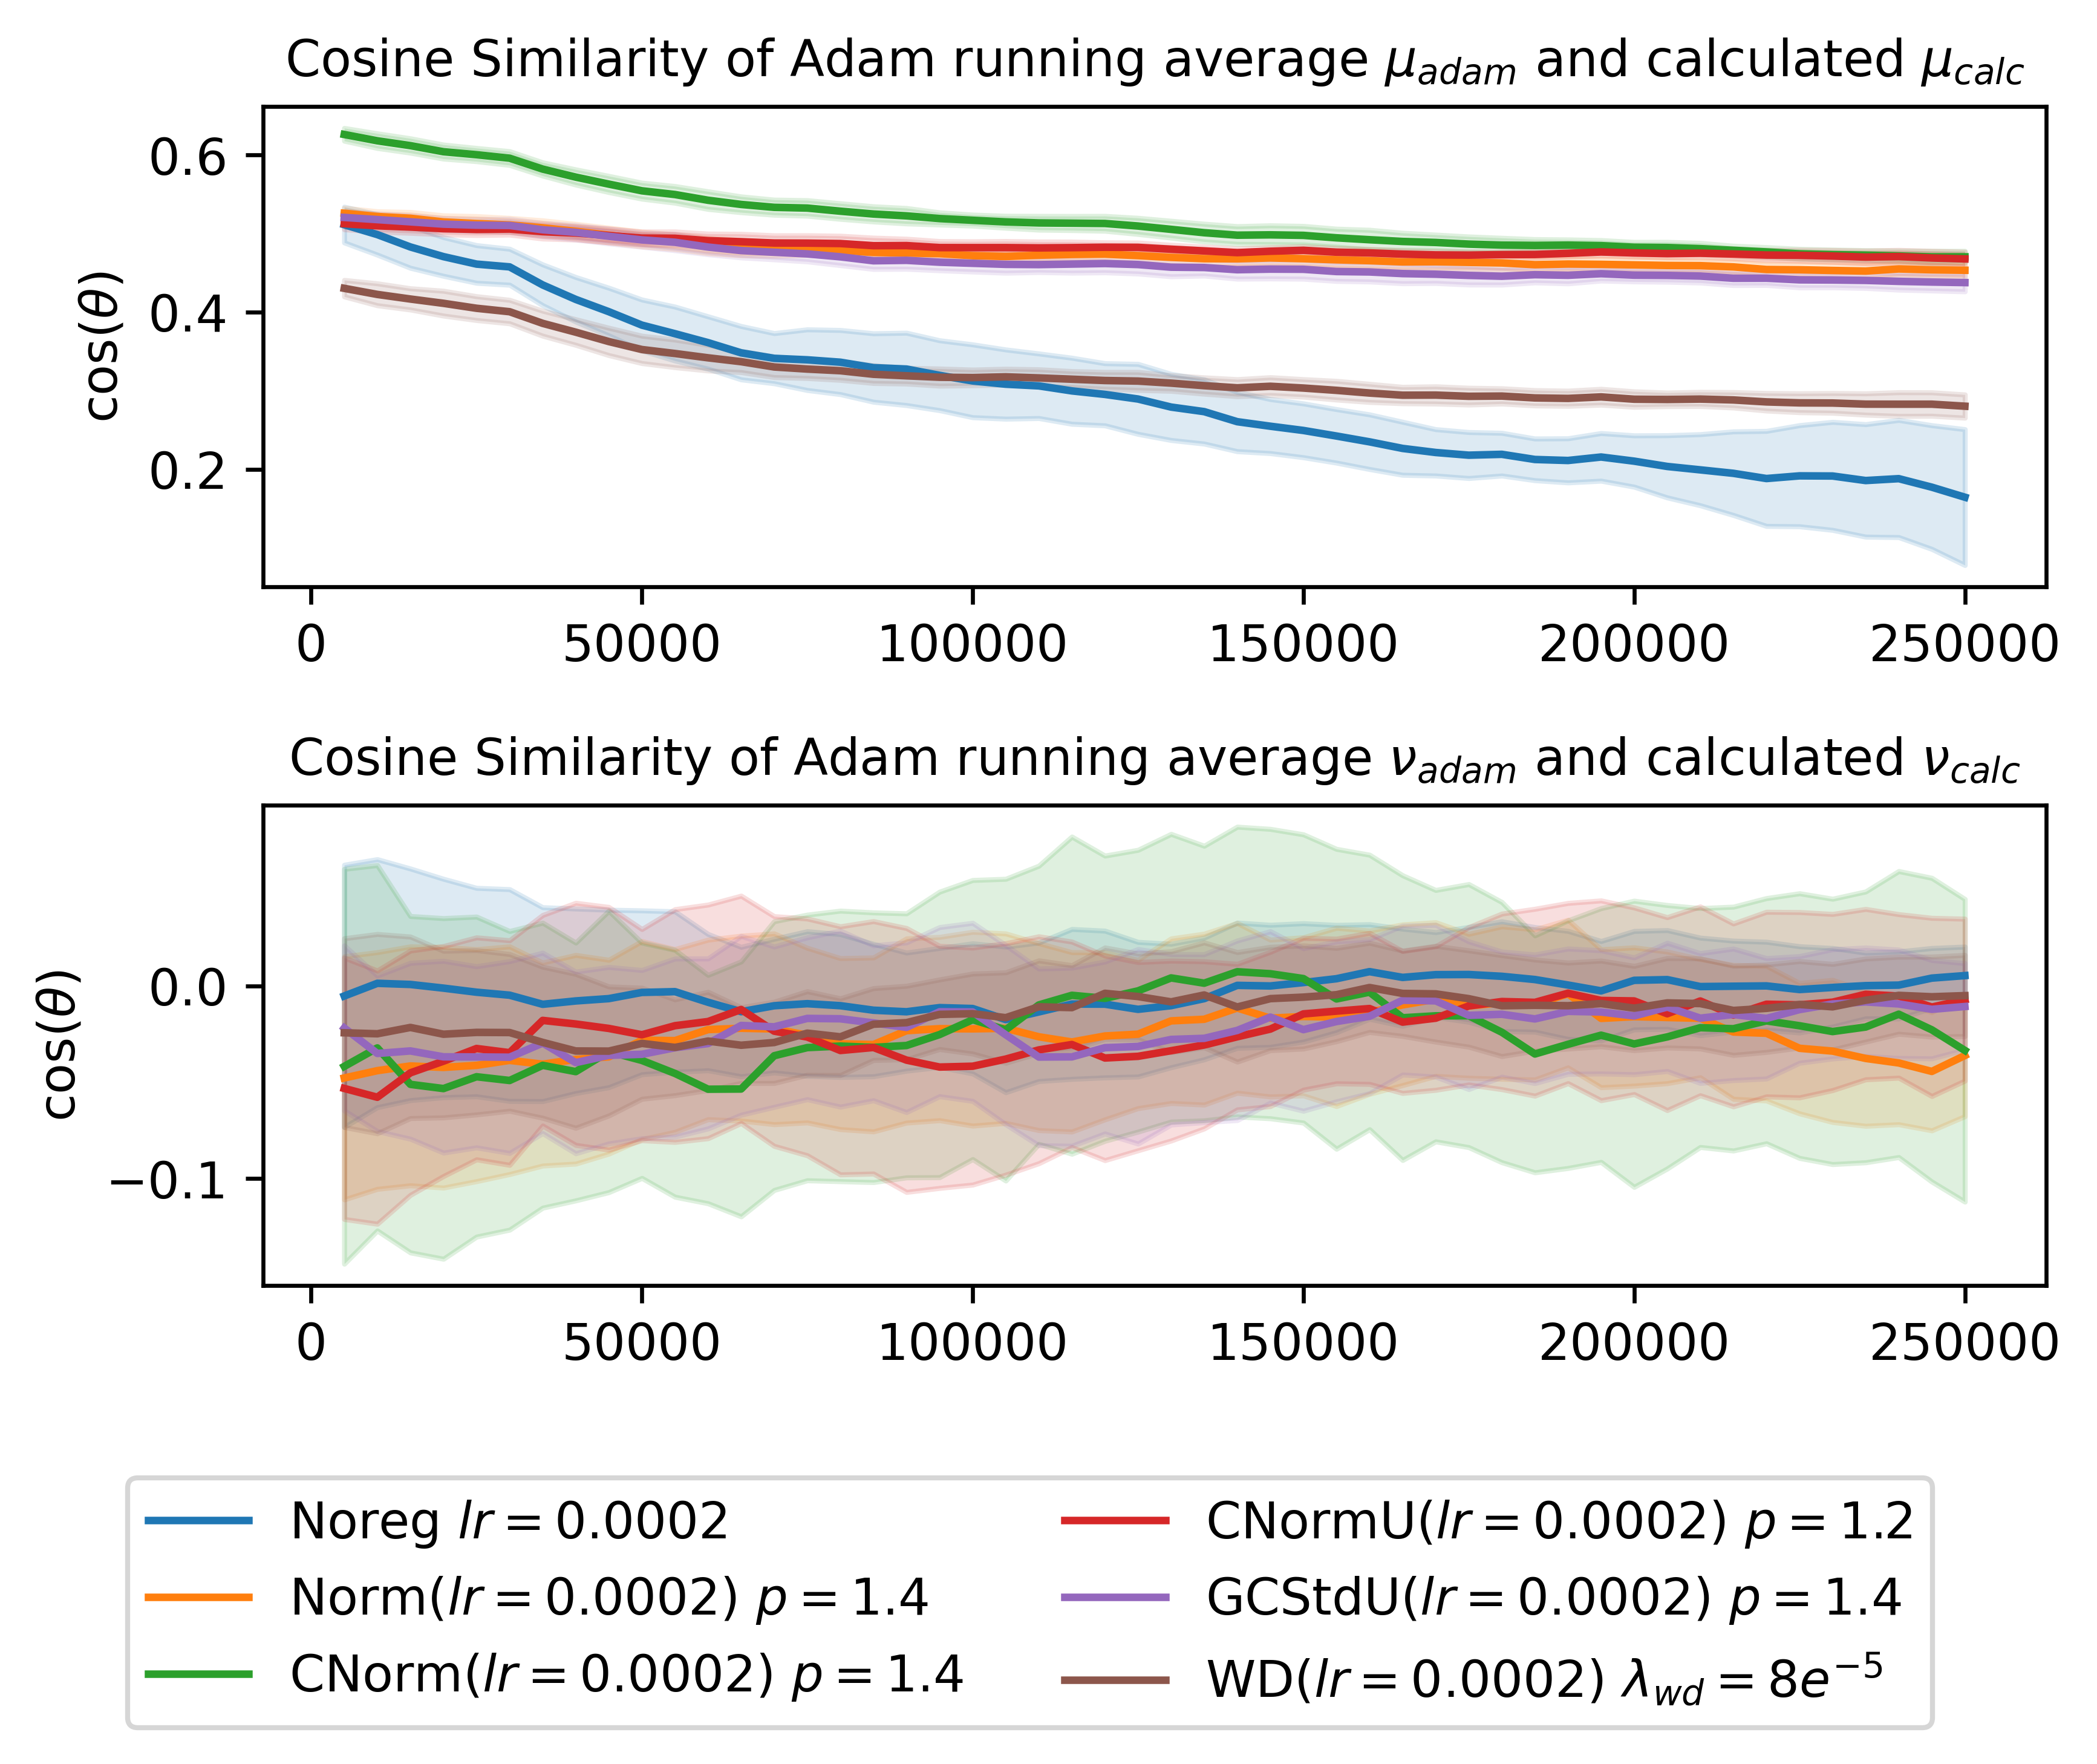 Cosine Similarity of Adam running average μ_adam and calculated μ_calc
cos(θ)
0.6
0.4
0.2
0 50000 100000 150000 200000 250000
Cosine Similarity of Adam running average ν_adam and calculated ν_calc
cos(θ)
0.0
−0.1
0 50000 100000 150000 200000 250000
Noreg lr = 0.0002
Norm(lr = 0.0002) p = 1.4
CNorm(lr = 0.0002) p = 1.4
CNormU(lr = 0.0002) p = 1.2
GCStdU(lr = 0.0002) p = 1.4
WD(lr = 0.0002) λ_wd = 8e^−5